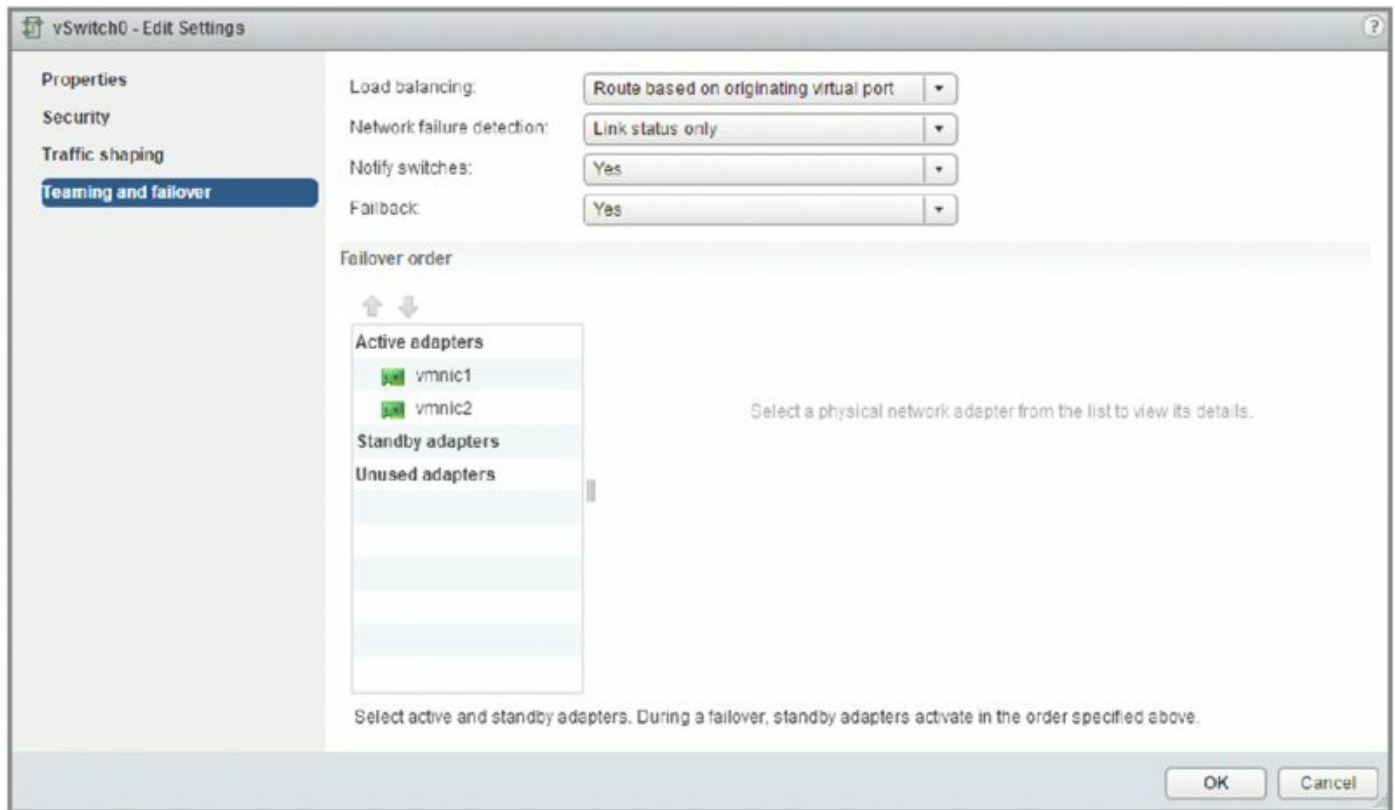 vSwitch0 - Edit Settings
?
Properties
Security
Traffic shaping
Teaming and failover
Load balancing: Route based on originating virtual port
Network failure detection: Link status only
Notify switches: Yes
Failback: Yes
Failover order
Active adapters
vmnic1
vmnic2
Standby adapters
Unused adapters
Select a physical network adapter from the list to view its details.
Select active and standby adapters. During a failover, standby adapters activate in the order specified above.
OK Cancel